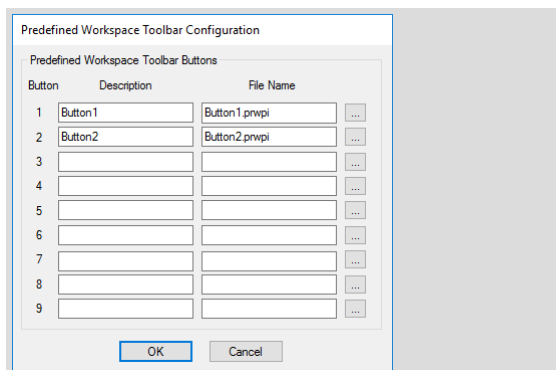 Predefined Workspace Toolbar Configuration
Predefined Workspace Toolbar Buttons
Button Description File Name
1 Button1 Button1.prwpi ...
2 Button2 Button2.prwpi ...
3 ...
4 ...
5 ...
6 ...
7 ...
8 ...
9 ...
OK Cancel